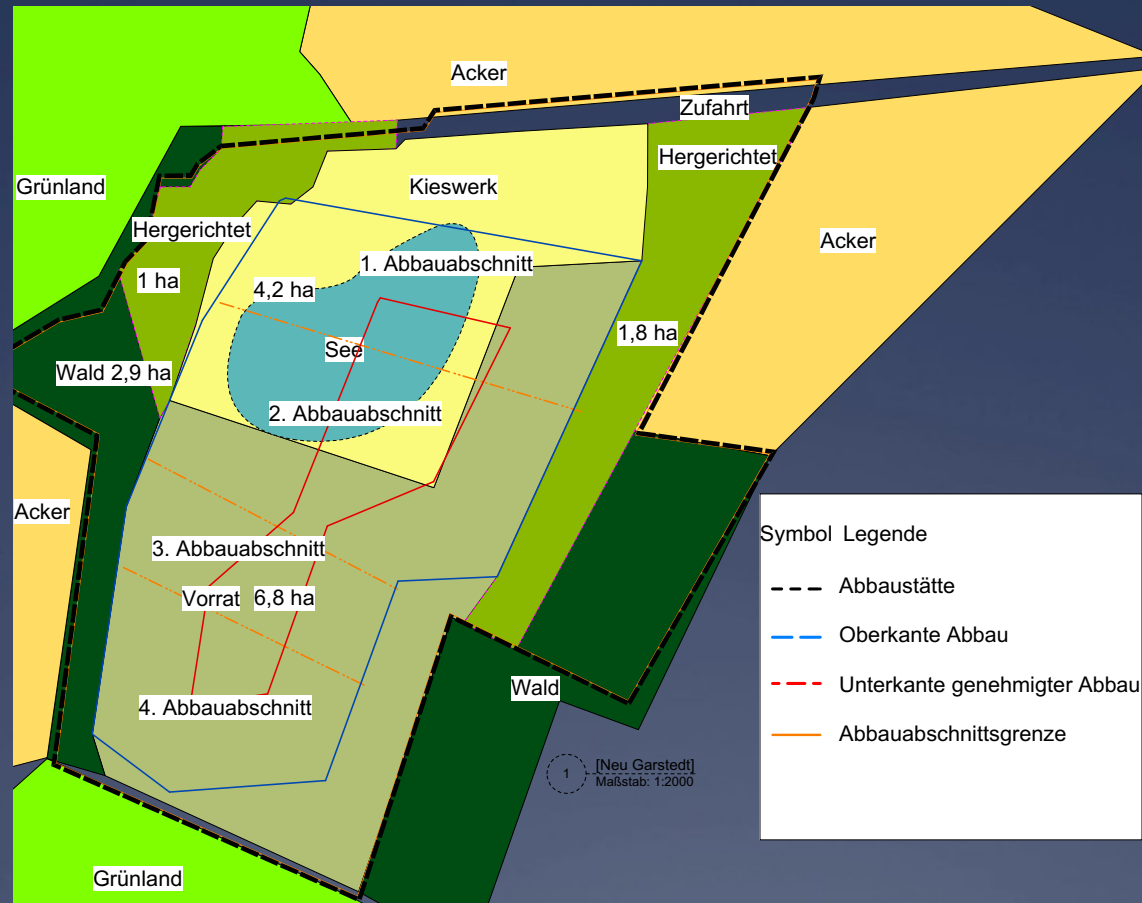 Acker
Zufahrt
Hergerichtet
Grünland
Kieswerk
Hergerichtet
Acker
1. Abbauabschnitt
1 ha
4,2 ha
1,8 ha
See
Wald 2,9 ha
2. Abbauabschnitt
Acker
3. Abbauabschnitt
Vorrat
6,8 ha
4. Abbauabschnitt
Wald
Grünland
1
[Neu Garstedt]
Maßstab: 1:2000
Symbol Legende
Abbaustätte
Oberkante Abbau
Unterkante genehmigter Abbau
Abbauabschnittsgrenze